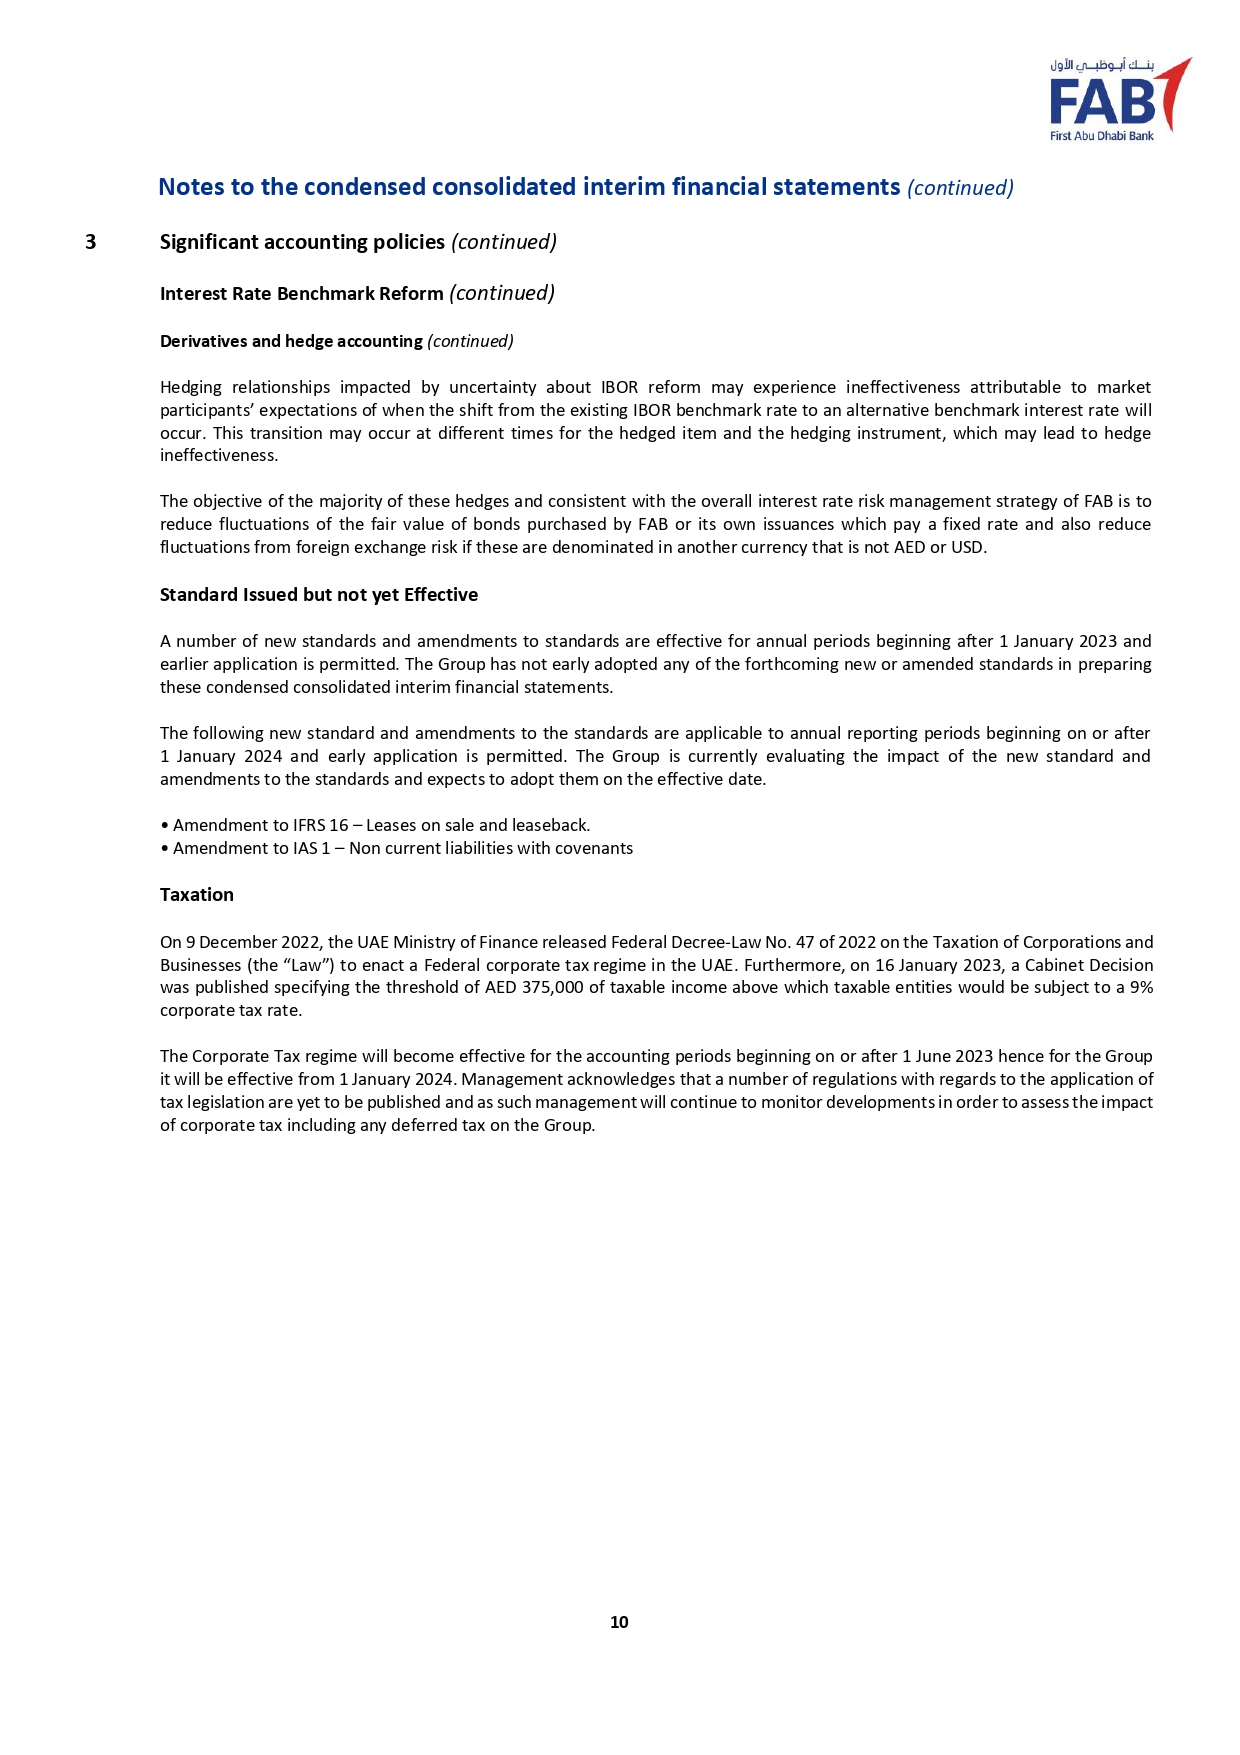 بنك أبوظبي الأول
FAB
First Abu Dhabi Bank
Notes to the condensed consolidated interim financial statements (continued)
3 Significant accounting policies (continued)
Interest Rate Benchmark Reform (continued)
Derivatives and hedge accounting (continued)
Hedging relationships impacted by uncertainty about IBOR reform may experience ineffectiveness attributable to market
participants’ expectations of when the shift from the existing IBOR benchmark rate to an alternative benchmark interest rate will
occur. This transition may occur at different times for the hedged item and the hedging instrument, which may lead to hedge
ineffectiveness.
The objective of the majority of these hedges and consistent with the overall interest rate risk management strategy of FAB is to
reduce fluctuations of the fair value of bonds purchased by FAB or its own issuances which pay a fixed rate and also reduce
fluctuations from foreign exchange risk if these are denominated in another currency that is not AED or USD.
Standard Issued but not yet Effective
A number of new standards and amendments to standards are effective for annual periods beginning after 1 January 2023 and
earlier application is permitted. The Group has not early adopted any of the forthcoming new or amended standards in preparing
these condensed consolidated interim financial statements.
The following new standard and amendments to the standards are applicable to annual reporting periods beginning on or after
1 January 2024 and early application is permitted. The Group is currently evaluating the impact of the new standard and
amendments to the standards and expects to adopt them on the effective date.
• Amendment to IFRS 16 – Leases on sale and leaseback.
• Amendment to IAS 1 – Non current liabilities with covenants
Taxation
On 9 December 2022, the UAE Ministry of Finance released Federal Decree-Law No. 47 of 2022 on the Taxation of Corporations and
Businesses (the “Law”) to enact a Federal corporate tax regime in the UAE. Furthermore, on 16 January 2023, a Cabinet Decision
was published specifying the threshold of AED 375,000 of taxable income above which taxable entities would be subject to a 9%
corporate tax rate.
The Corporate Tax regime will become effective for the accounting periods beginning on or after 1 June 2023 hence for the Group
it will be effective from 1 January 2024. Management acknowledges that a number of regulations with regards to the application of
tax legislation are yet to be published and as such management will continue to monitor developments in order to assess the impact
of corporate tax including any deferred tax on the Group.
10